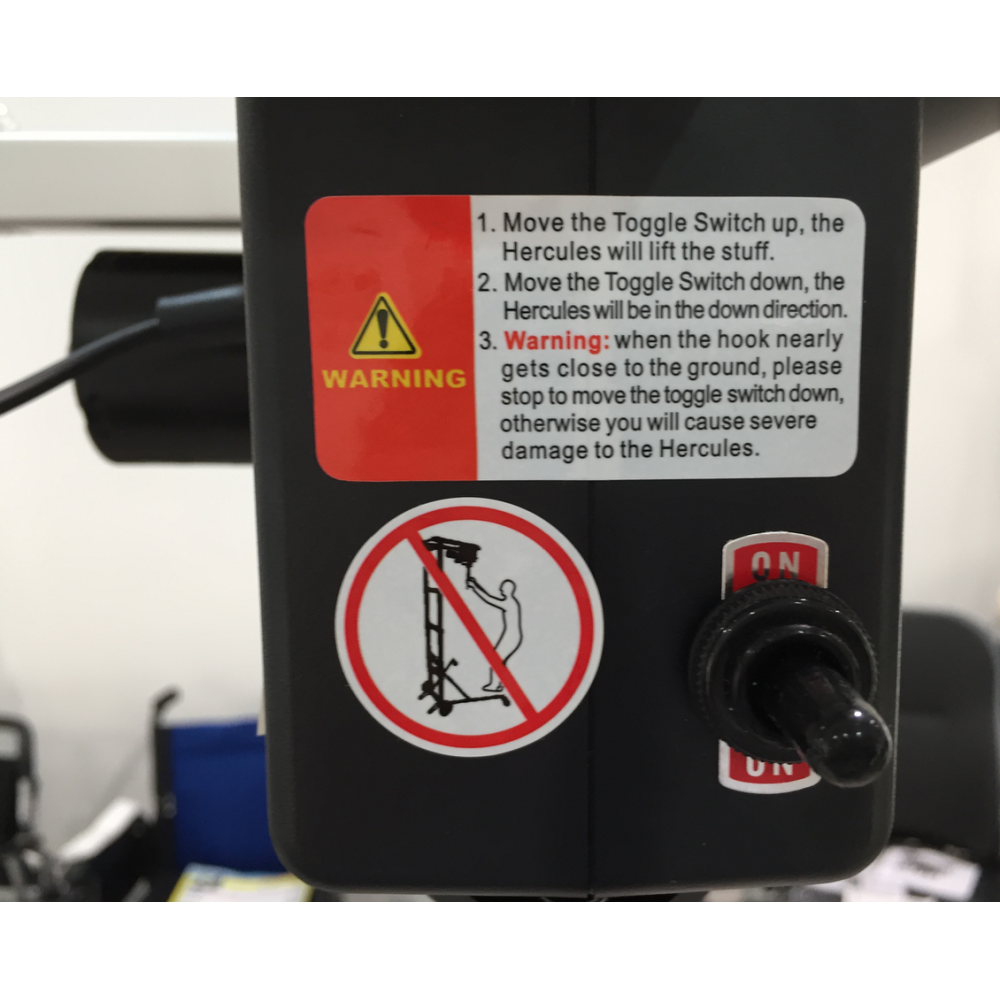 1. Move the Toggle Switch up, the
Hercules will lift the stuff.
2. Move the Toggle Switch down, the
Hercules will be in the down direction.
3. Warning: when the hook nearly
gets close to the ground, please
stop to move the toggle switch down,
otherwise you will cause severe
damage to the Hercules.
WARNING
ON
ON